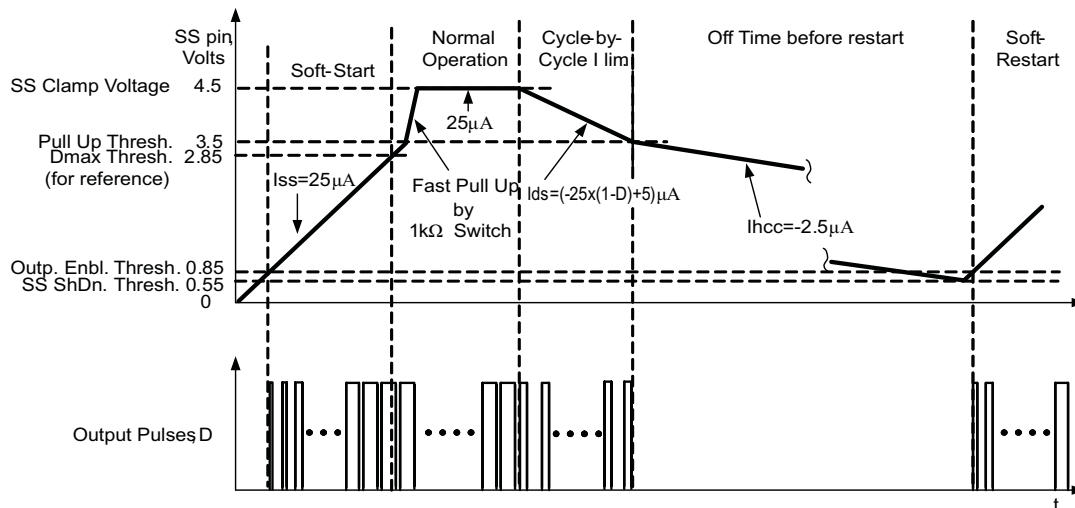 SS pin,
Volts
Soft-Start
Normal
Operation
Cycle-by-
Cycle I lim
Off Time before restart
Soft-
Restart
SS Clamp Voltage 4.5
25µA
Pull Up Thresh. 3.5
Dmax Thresh. 2.85
(for reference)
Iss=25µA
Fast Pull Up
by
1kΩ Switch
Ids=(-25x(1-D)+5)µA
Ihcc=-2.5µA
Outp. Enbl. Thresh. 0.85
SS ShDn. Thresh. 0.55
0
Output Pulses,D
t